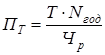 П_Т = (Т · N_год) / Ч_р